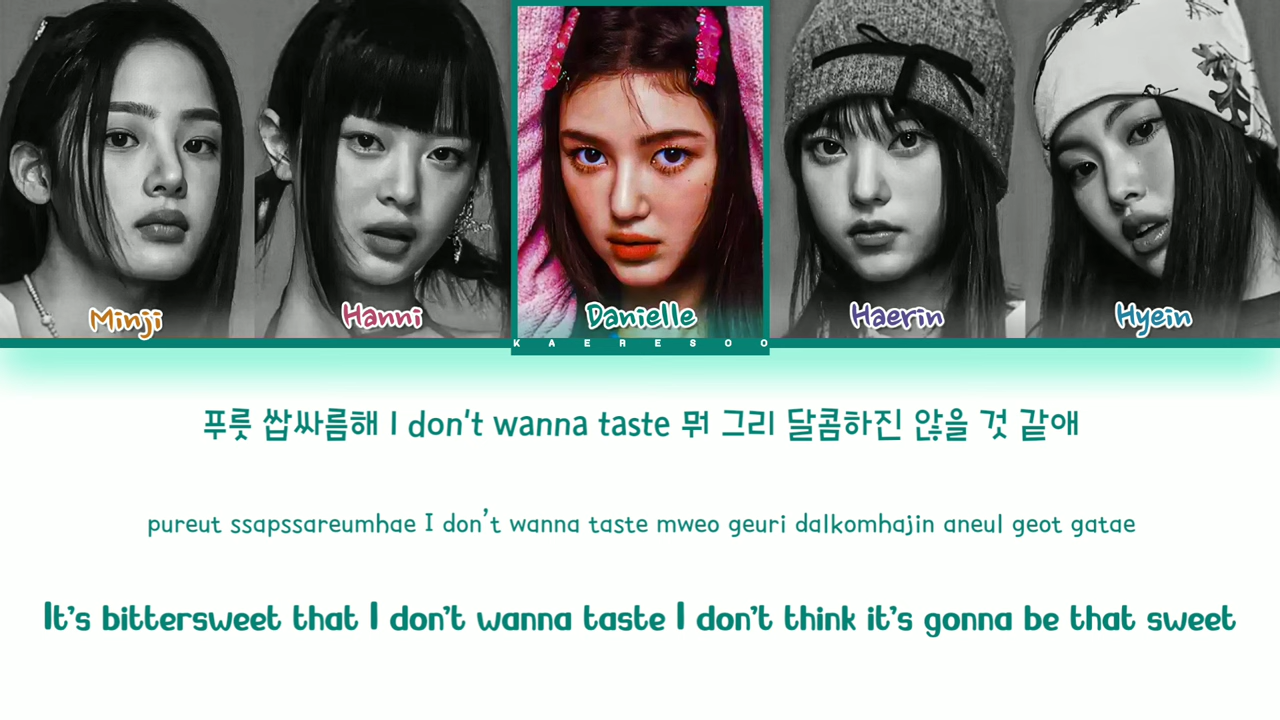 Minji
Hanni
Danielle
Haerin
Hyein
KAERESOO
푸릇 쌉싸름해 I don't wanna taste 뭐 그리 달콤하진 않을 것 같애
pureut ssapssareumhae I don’t wanna taste mweo geuri dalkomhajin aneul geot gatae
It’s bittersweet that I don’t wanna taste I don’t think it’s gonna be that sweet